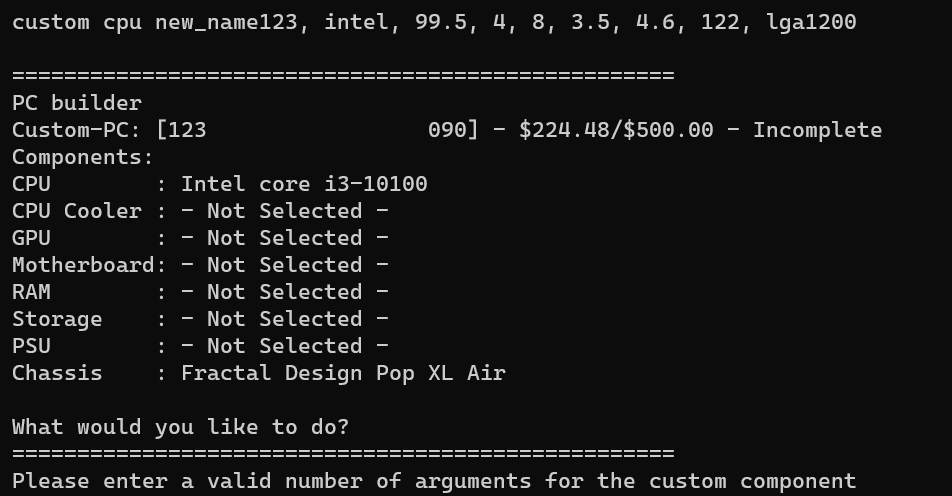 custom cpu new_name123, intel, 99.5, 4, 8, 3.5, 4.6, 122, lga1200
===================================================
PC builder
Custom-PC: [123                 090] - $224.48/$500.00 - Incomplete
Components:
CPU        : Intel core i3-10100
CPU Cooler : - Not Selected -
GPU        : - Not Selected -
Motherboard: - Not Selected -
RAM        : - Not Selected -
Storage    : - Not Selected -
PSU        : - Not Selected -
Chassis    : Fractal Design Pop XL Air
What would you like to do?
===================================================
Please enter a valid number of arguments for the custom component